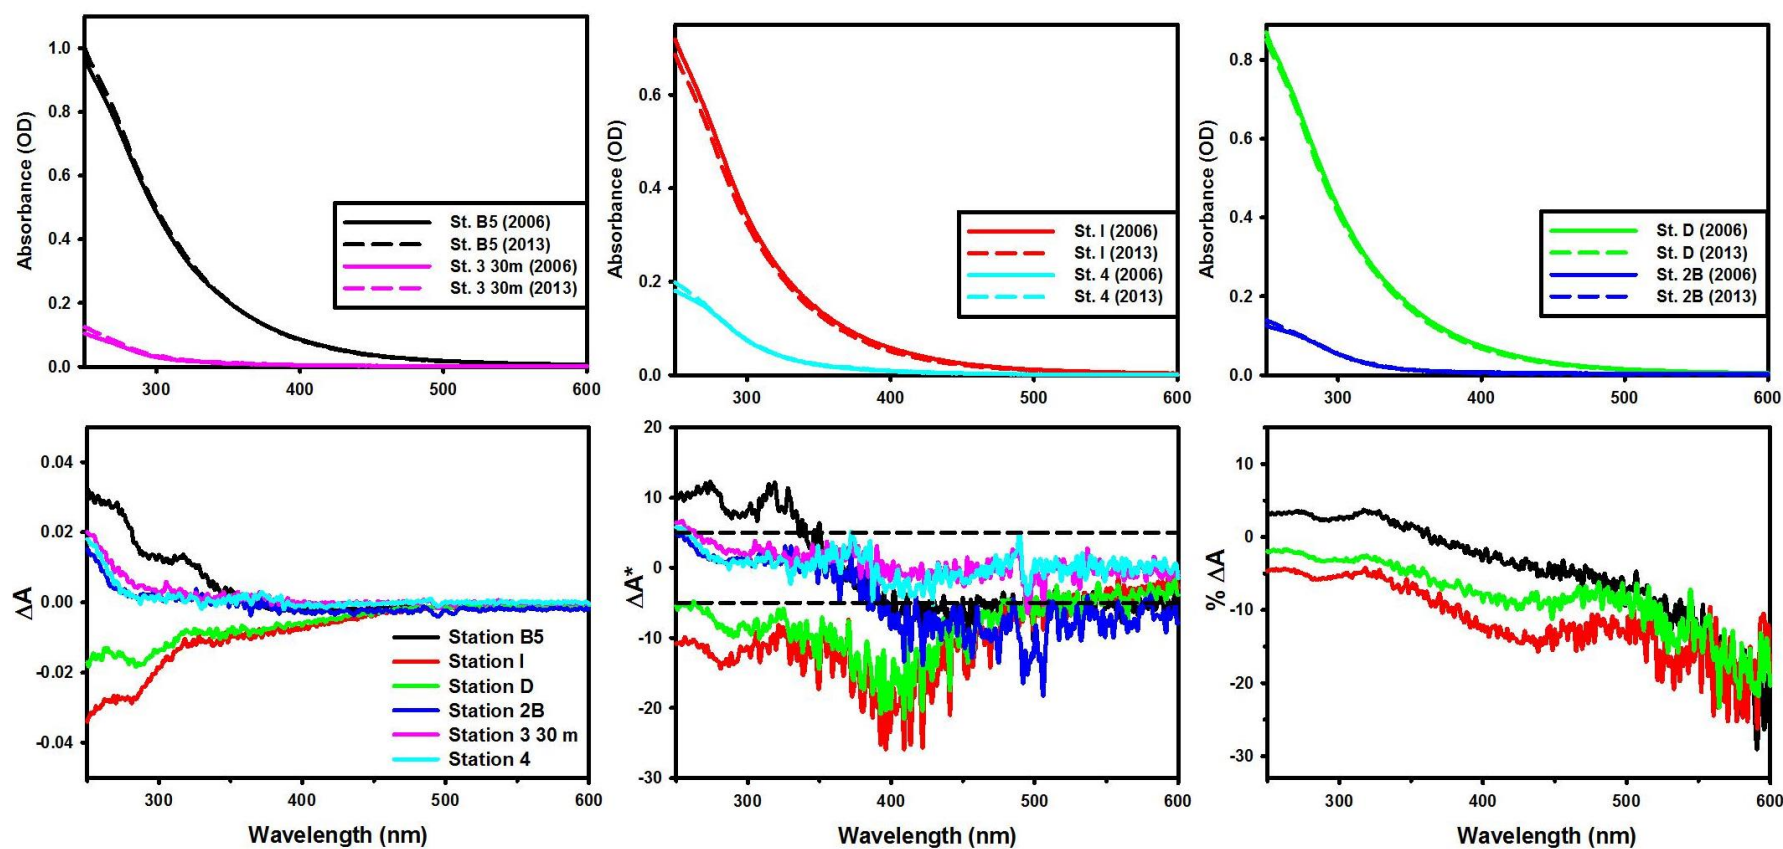 Absorbance (OD)
1.0
0.8
0.6
0.4
0.2
0.0
300
400
500
600
St. B5 (2006)
St. B5 (2013)
St. 3 30m (2006)
St. 3 30m (2013)
Absorbance (OD)
0.6
0.4
0.2
0.0
300
400
500
600
St. I (2006)
St. I (2013)
St. 4 (2006)
St. 4 (2013)
Absorbance (OD)
0.8
0.6
0.4
0.2
0.0
300
400
500
600
St. D (2006)
St. D (2013)
St. 2B (2006)
St. 2B (2013)
ΔA
0.04
0.02
0.00
-0.02
-0.04
Station B5
Station I
Station D
Station 2B
Station 3 30 m
Station 4
300
400
500
600
Wavelength (nm)
ΔA*
20
10
0
-10
-20
-30
300
400
500
600
Wavelength (nm)
% ΔA
10
0
-10
-20
-30
300
400
500
600
Wavelength (nm)